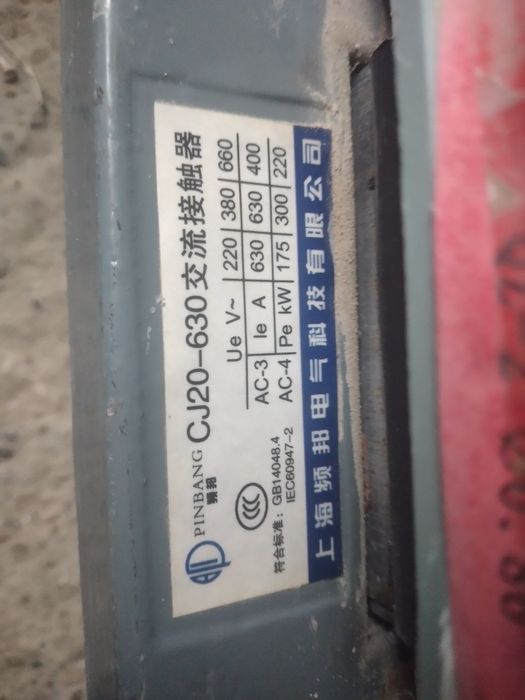 PINBANG CJ20-630交流接触器
频邦
Ue V~ 220 380 660
AC-3 Ie A 630 630 400
AC-4 Pe kW 175 300 220
CCC
符合标准: GB14048.4
IEC60947-2
上海频邦电气科技有限公司